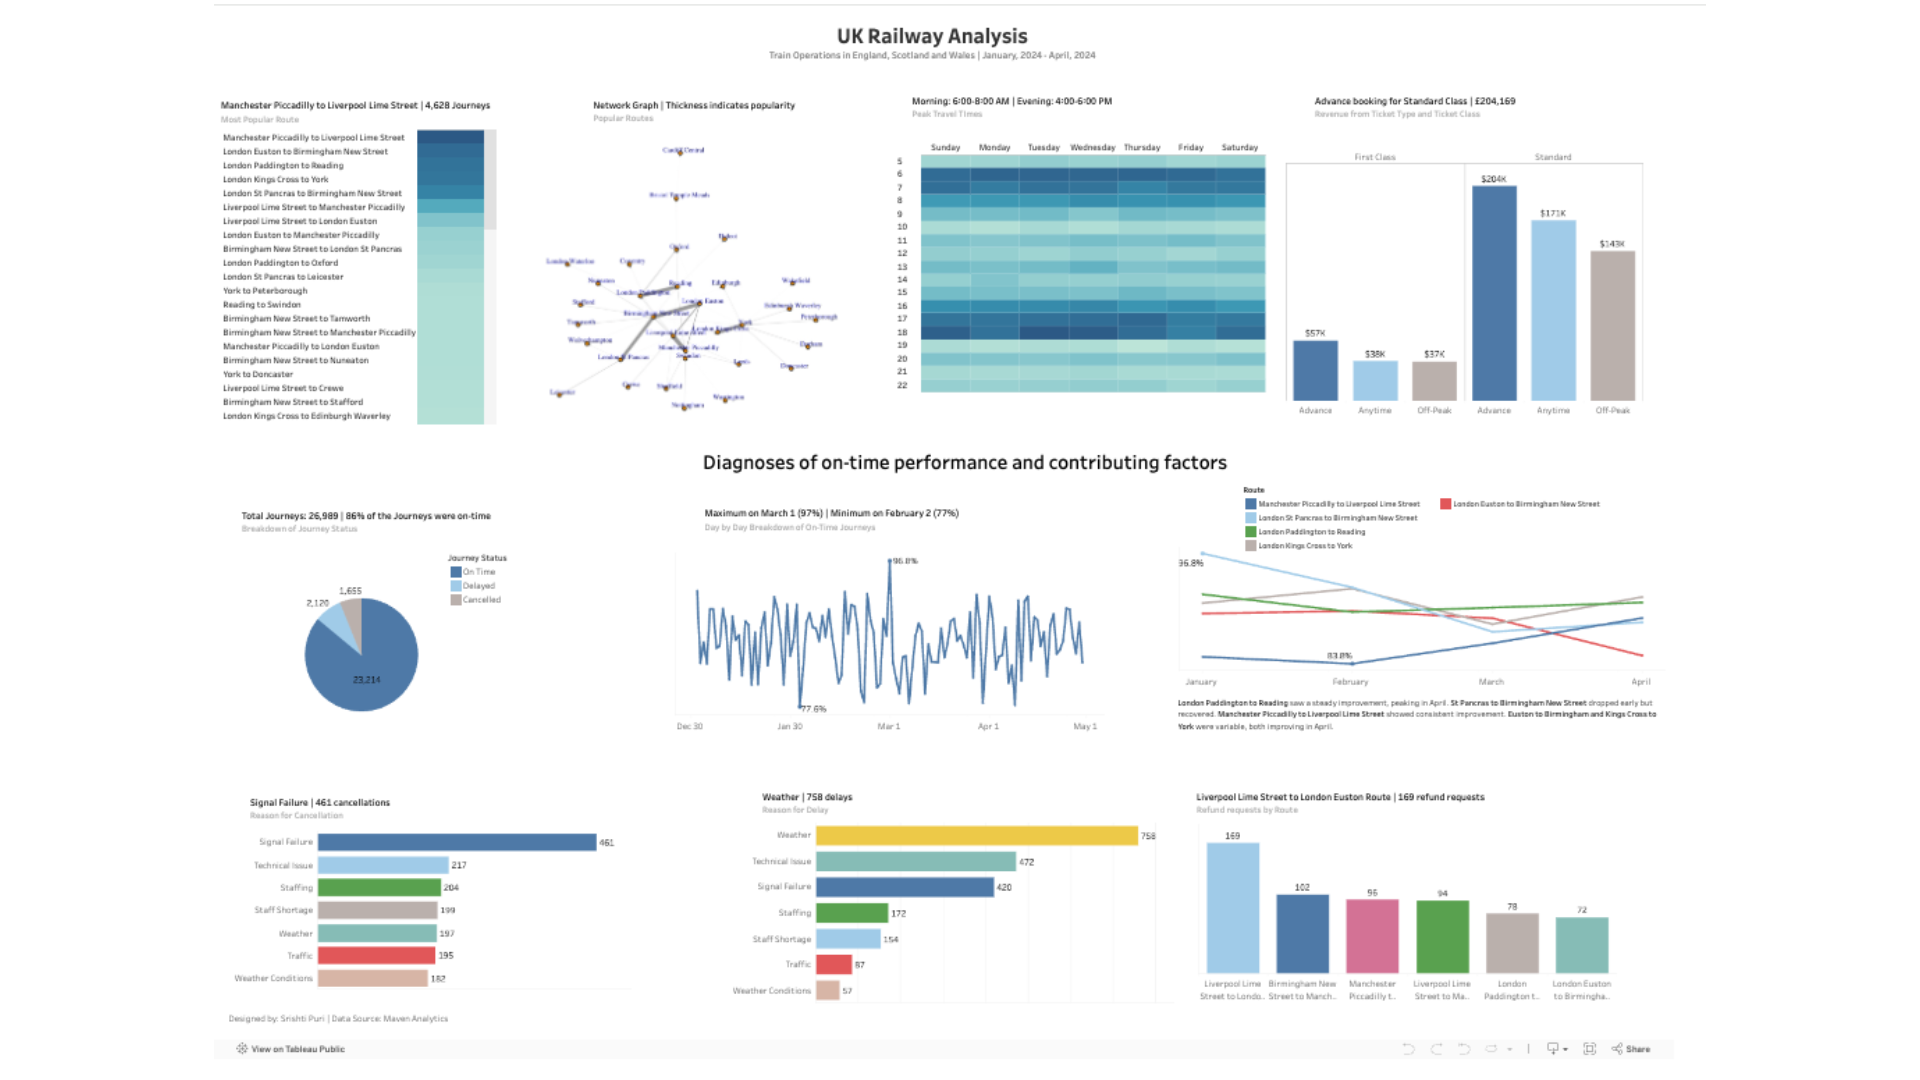 UK Railway Analysis
Train Operations in England, Scotland and Wales | January, 2024 - April, 2024
Manchester Piccadilly to Liverpool Lime Street | 4,628 Journeys
Most Popular Route
Manchester Piccadilly to Liverpool Lime Street
London Euston to Birmingham New Street
London Paddington to Reading
London Kings Cross to York
London St Pancras to Birmingham New Street
Liverpool Lime Street to Manchester Piccadilly
Liverpool Lime Street to London Euston
London Euston to Manchester Piccadilly
Birmingham New Street to London St Pancras
London Paddington to Oxford
London St Pancras to Leicester
York to Peterborough
Reading to Swindon
Birmingham New Street to Tamworth
Birmingham New Street to Manchester Piccadilly
Manchester Piccadilly to London Euston
Birmingham New Street to Nuneaton
York to Doncaster
Liverpool Lime Street to Crewe
Birmingham New Street to Stafford
London Kings Cross to Edinburgh Waverley
Network Graph | Thickness indicates popularity
Popular Routes
Cardiff Central
Bristol Temple Meads
Oxford
London Waterloo
Coventry
Nuneaton
Reading
Edinburgh
Wakefield
London Paddington
London Euston
Stafford
Edinburgh Waverley
Birmingham New Street
Peterborough
Tamworth
York
Liverpool Lime Street
Wolverhampton
Manchester Piccadilly
Durham
London St Pancras
Swindon
Leeds
Doncaster
Crewe
Sheffield
Leicester
Warrington
Nottingham
Morning: 6:00-8:00 AM | Evening: 4:00-6:00 PM
Peak Travel Times
Sunday Monday Tuesday Wednesday Thursday Friday Saturday
5
6
7
8
9
10
11
12
13
14
15
16
17
18
19
20
21
22
Advance booking for Standard Class | £204,169
Revenue from Ticket Type and Ticket Class
First Class Standard
$57K $38K $37K $204K $171K $143K
Advance Anytime Off-Peak Advance Anytime Off-Peak
Diagnoses of on-time performance and contributing factors
Total Journeys: 26,989 | 86% of the Journeys were on-time
Breakdown of Journey Status
Journey Status
On Time
Delayed
Cancelled
1,655
2,120
23,214
Maximum on March 1 (97%) | Minimum on February 2 (77%)
Day by Day Breakdown of On-Time Journeys
96.8%
77.6%
Dec 30 Jan 30 Mar 1 Apr 1 May 1
Route
Manchester Piccadilly to Liverpool Lime Street
London Euston to Birmingham New Street
London St Pancras to Birmingham New Street
London Paddington to Reading
London Kings Cross to York
96.8%
83.8%
January February March April
London Paddington to Reading saw a steady improvement, peaking in April. St Pancras to Birmingham New Street dropped early but
recovered. Manchester Piccadilly to Liverpool Lime Street showed consistent improvement. Euston to Birmingham and Kings Cross to
York were variable, both improving in April.
Signal Failure | 461 cancellations
Reason for Cancellation
Signal Failure 461
Technical Issue 217
Staffing 204
Staff Shortage 199
Weather 197
Traffic 195
Weather Conditions 182
Weather | 758 delays
Reason for Delay
Weather 758
Technical Issue 472
Signal Failure 420
Staffing 172
Staff Shortage 154
Traffic 87
Weather Conditions 57
Liverpool Lime Street to London Euston Route | 169 refund requests
Refund requests by Route
169 102 95 94 78 72
Liverpool Lime Birmingham New Manchester Liverpool Lime London London Euston
Street to Londo.. Street to Manch.. Piccadilly t.. Street to Ma.. Paddington t.. to Birmingha..
Designed by: Srishti Puri | Data Source: Maven Analytics
View on Tableau Public
Share